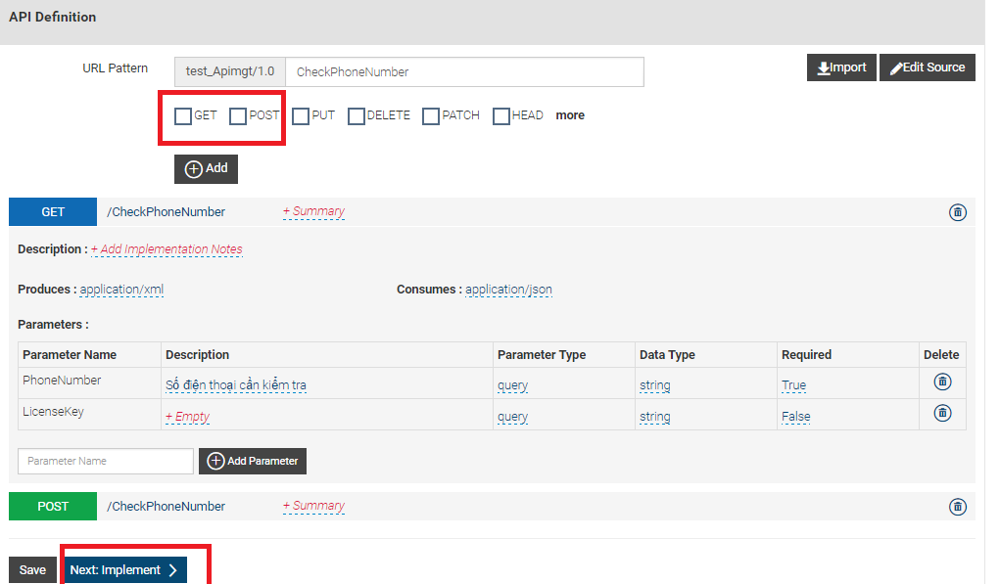 API Definition
URL Pattern test_Apimgt/1.0 CheckPhoneNumber Import Edit Source
GET POST PUT DELETE PATCH HEAD more
Add
GET /CheckPhoneNumber + Summary
Description : + Add Implementation Notes
Produces : application/xml Consumes : application/json
Parameters :
Parameter Name Description Parameter Type Data Type Required Delete
PhoneNumber Số điện thoại cần kiểm tra query string True
LicenseKey + Empty query string False
Parameter Name Add Parameter
POST /CheckPhoneNumber + Summary
Save Next: Implement